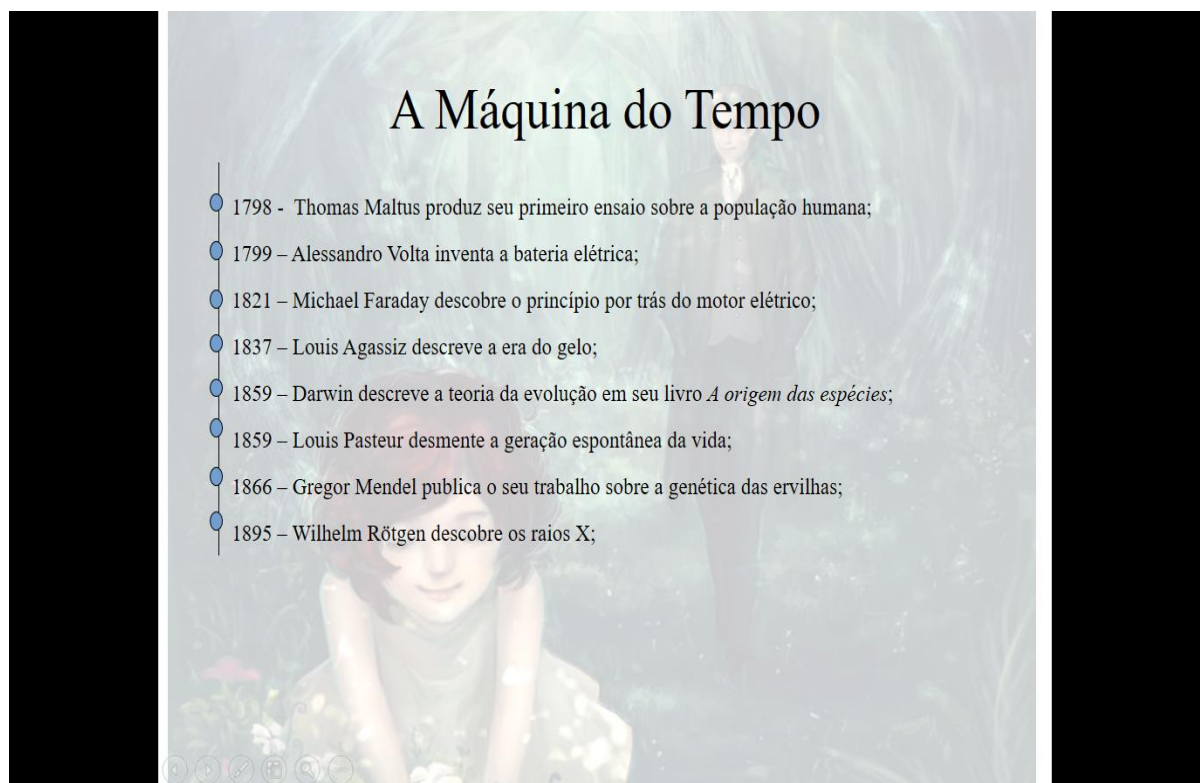 A Máquina do Tempo
1798 - Thomas Maltus produz seu primeiro ensaio sobre a população humana;
1799 – Alessandro Volta inventa a bateria elétrica;
1821 – Michael Faraday descobre o princípio por trás do motor elétrico;
1837 – Louis Agassiz descreve a era do gelo;
1859 – Darwin descreve a teoria da evolução em seu livro A origem das espécies;
1859 – Louis Pasteur desmente a geração espontânea da vida;
1866 – Gregor Mendel publica o seu trabalho sobre a genética das ervilhas;
1895 – Wilhelm Rötgen descobre os raios X;